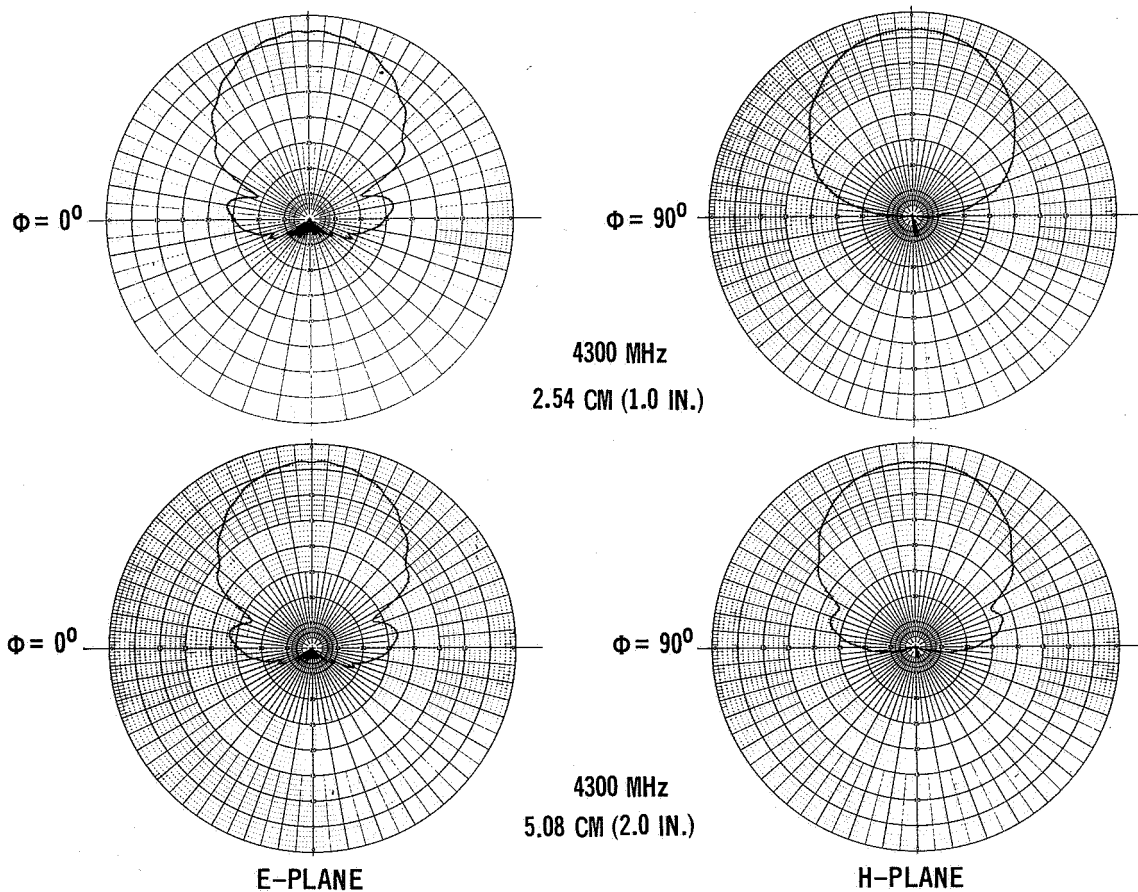 Φ = 0⁰
Φ = 90⁰
4300 MHz
2.54 CM (1.0 IN.)
Φ = 0⁰
Φ = 90⁰
4300 MHz
5.08 CM (2.0 IN.)
E-PLANE
H-PLANE